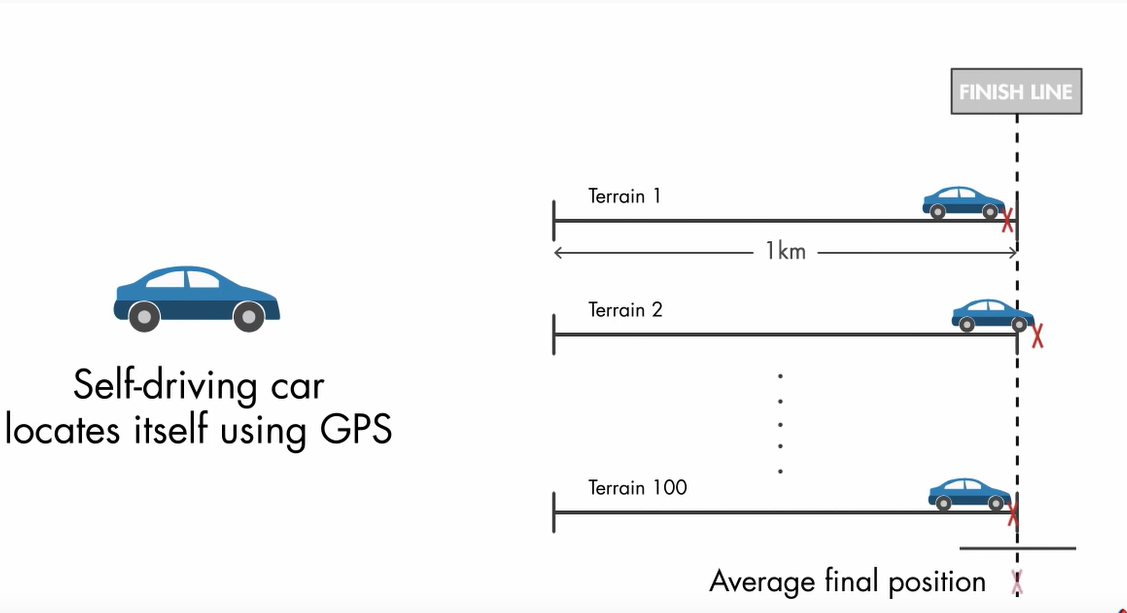 FINISH LINE
Terrain 1
1km
Terrain 2
Self-driving car
locates itself using GPS
Terrain 100
Average final position